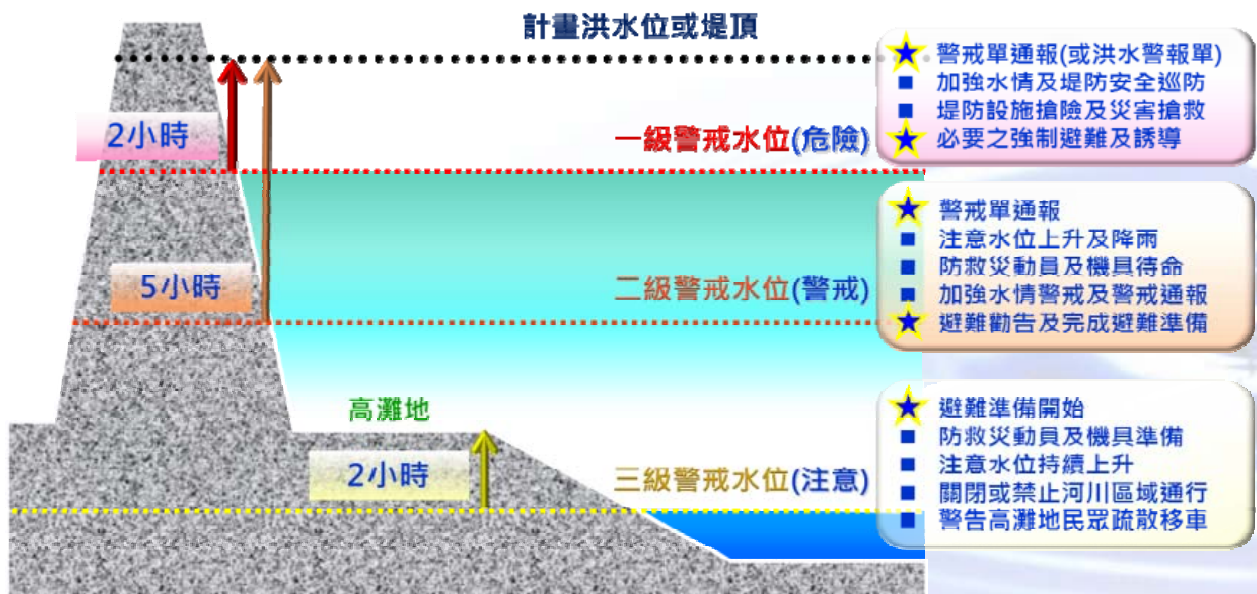 計畫洪水位或堤頂
2小時
一級警戒水位(危險)
警戒單通報(或洪水警報單)
加強水情及堤防安全巡防
堤防設施搶險及災害搶救
必要之強制避難及誘導
5小時
二級警戒水位(警戒)
警戒單通報
注意水位上升及降雨
防救災動員及機具待命
加強水情警戒及警戒通報
避難勸告及完成避難準備
高灘地
2小時
三級警戒水位(注意)
避難準備開始
防救災動員及機具準備
注意水位持續上升
關閉或禁止河川區域通行
警告高灘地民眾疏散移車